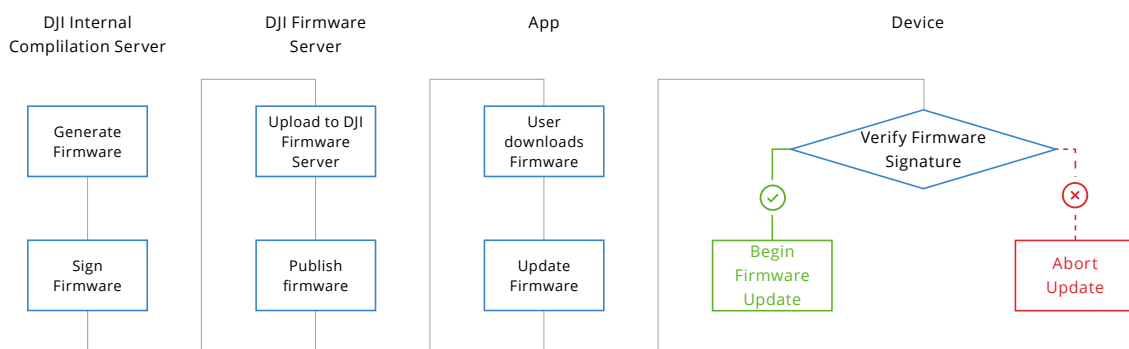 DJI Internal
Complilation Server
DJI Firmware
Server
App
Device
Generate
Firmware
Sign
Firmware
Upload to DJI
Firmware
Server
Publish
firmware
User
downloads
Firmware
Update
Firmware
Verify Firmware
Signature
Begin
Firmware
Update
Abort
Update